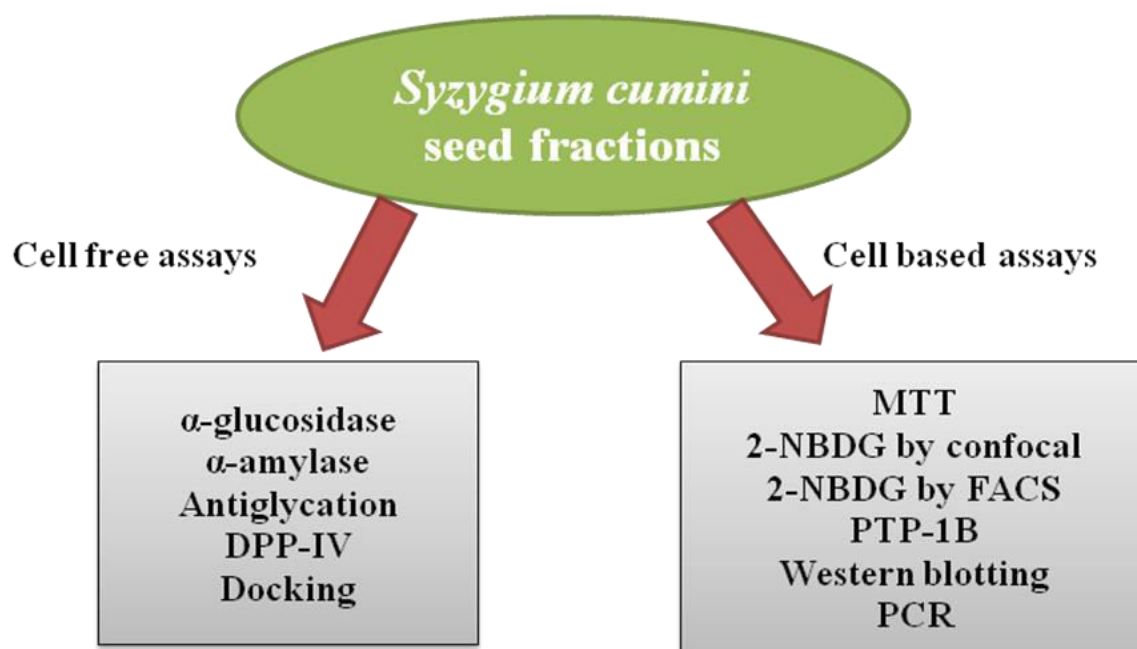 Syzygium cumini
seed fractions
Cell free assays
Cell based assays
α-glucosidase
α-amylase
Antiglycation
DPP-IV
Docking
MTT
2-NBDG by confocal
2-NBDG by FACS
PTP-1B
Western blotting
PCR